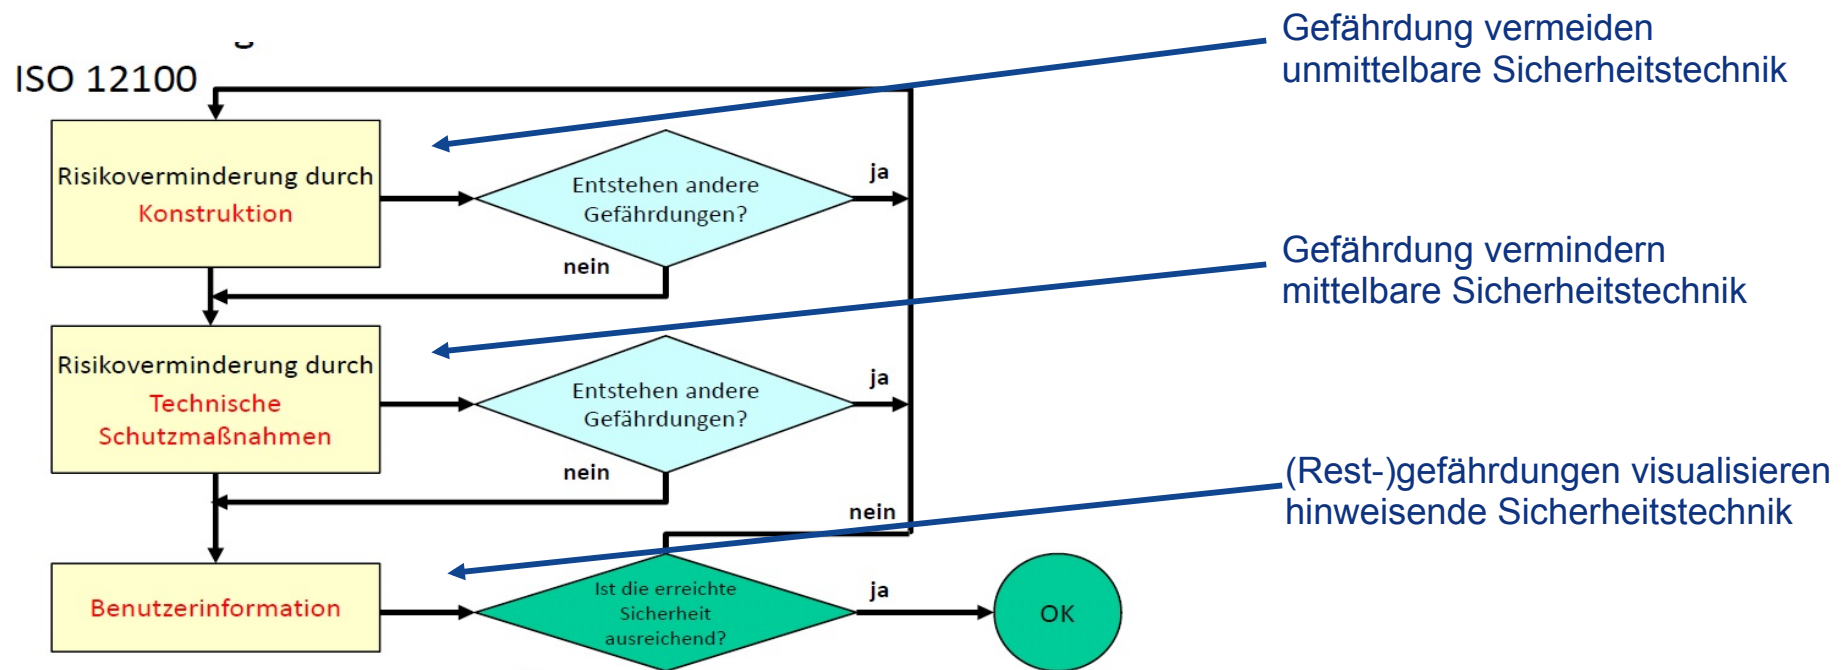 ISO 12100
Gefährdung vermeiden
unmittelbare Sicherheitstechnik
Risikoverminderung durch
Konstruktion
Entstehen andere
Gefährdungen?
ja
nein
Gefährdung vermindern
mittelbare Sicherheitstechnik
Risikoverminderung durch
Technische
Schutzmaßnahmen
Entstehen andere
Gefährdungen?
ja
nein
(Rest-)gefährdungen visualisieren
hinweisende Sicherheitstechnik
nein
Benutzerinformation
Ist die erreichte
Sicherheit
ausreichend?
ja
OK